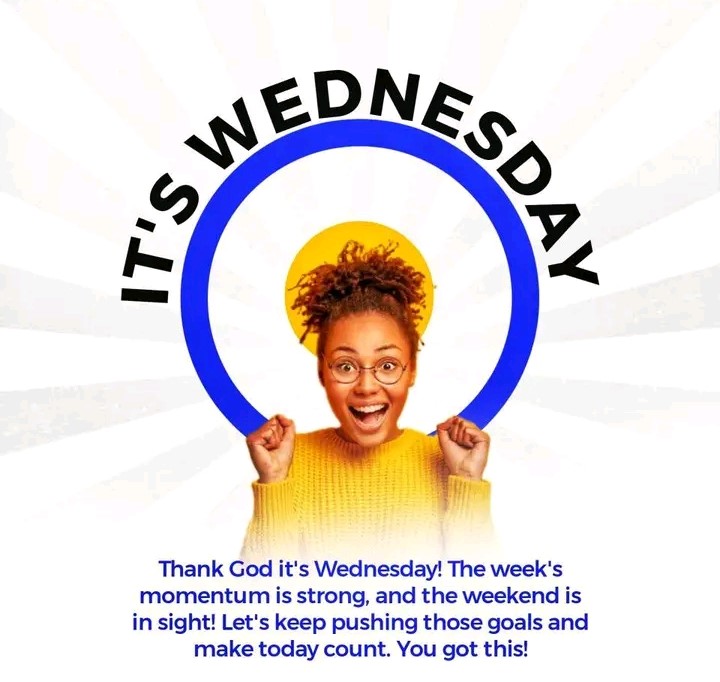 IT'S WEDNESDAY
Thank God it's Wednesday! The week's
momentum is strong, and the weekend is
in sight! Let's keep pushing those goals and
make today count. You got this!